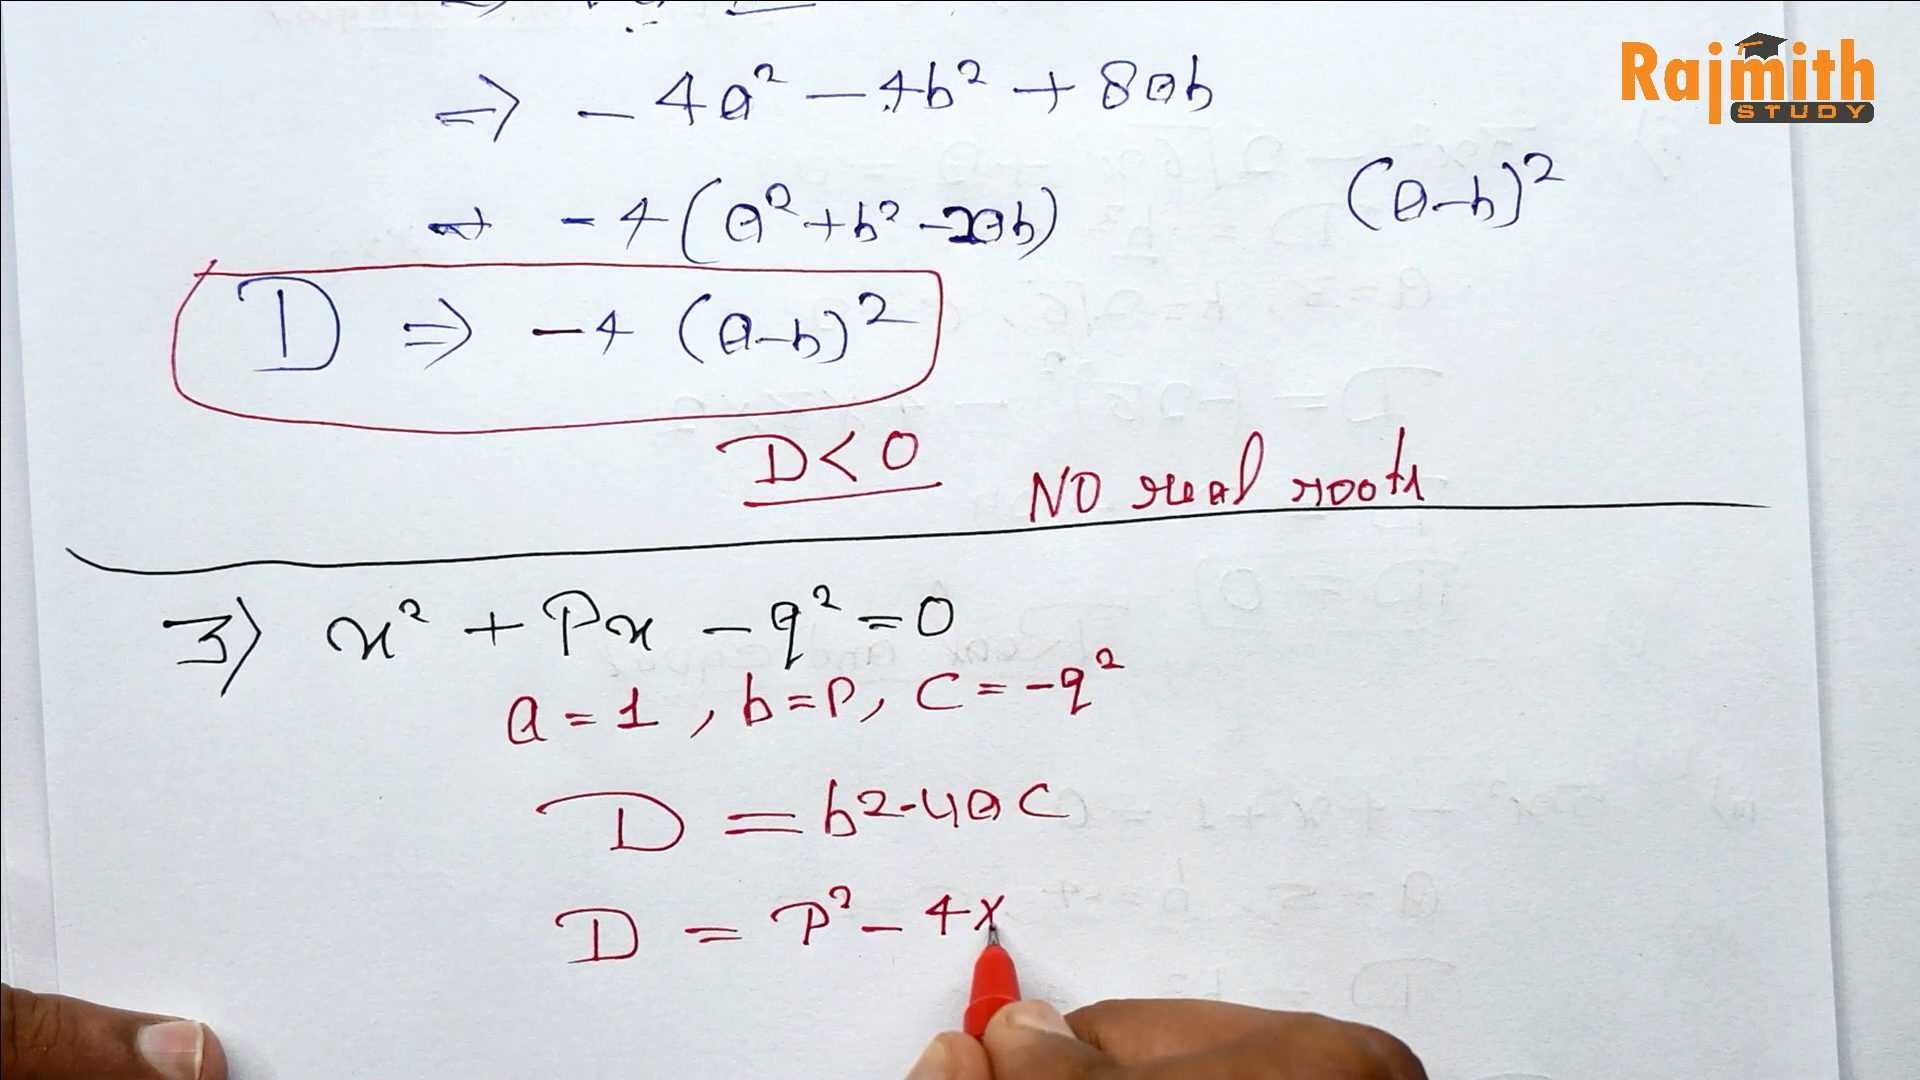 Rajmith
STUDY
⇒ -4a² - 4b² + 8ab
⇒ -4(a² + b² - 2ab)
(a-b)²
D ⇒ -4 (a-b)²
D < 0
NO real roots
3) x² + Px - q² = 0
a = 1, b = P, C = -q²
D = b² - 4ac
D = P² - 4x